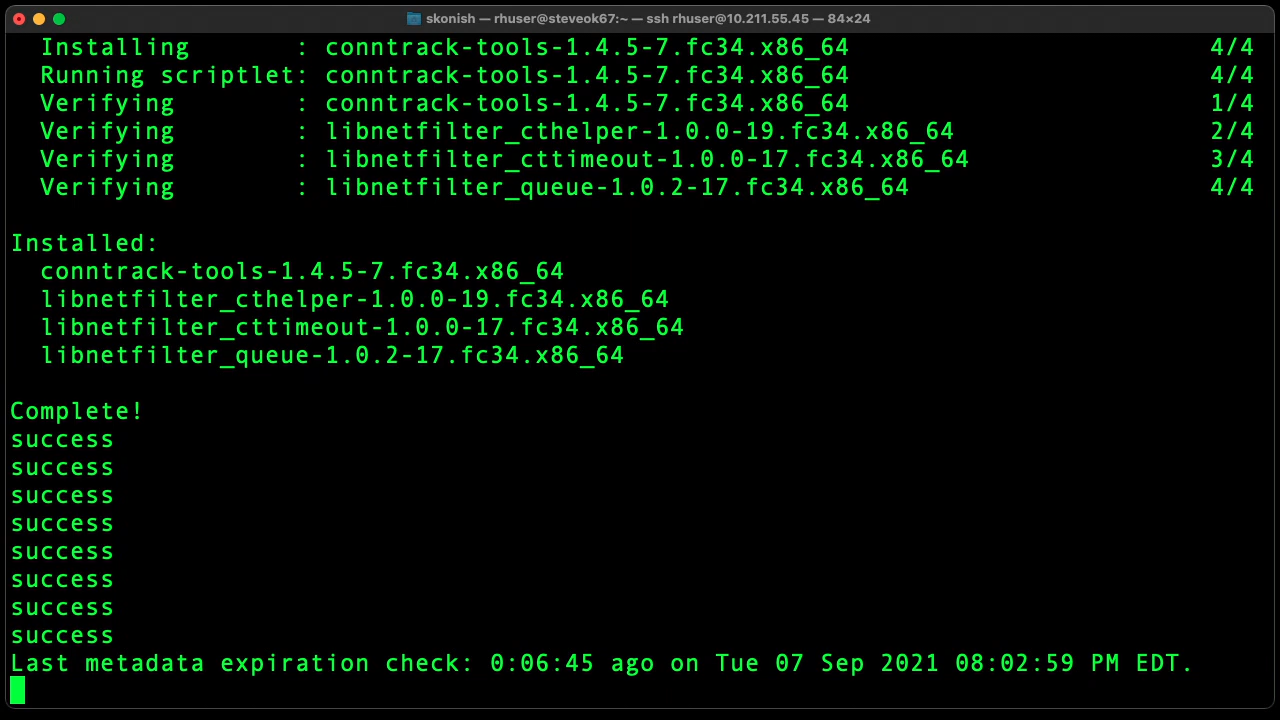 skonish — rhuser@steveok67:~ — ssh rhuser@10.211.55.45 — 84×24
Installing : conntrack-tools-1.4.5-7.fc34.x86_64 4/4
Running scriptlet: conntrack-tools-1.4.5-7.fc34.x86_64 4/4
Verifying : conntrack-tools-1.4.5-7.fc34.x86_64 1/4
Verifying : libnetfilter_cthelper-1.0.0-19.fc34.x86_64 2/4
Verifying : libnetfilter_cttimeout-1.0.0-17.fc34.x86_64 3/4
Verifying : libnetfilter_queue-1.0.2-17.fc34.x86_64 4/4
Installed:
conntrack-tools-1.4.5-7.fc34.x86_64
libnetfilter_cthelper-1.0.0-19.fc34.x86_64
libnetfilter_cttimeout-1.0.0-17.fc34.x86_64
libnetfilter_queue-1.0.2-17.fc34.x86_64
Complete!
success
success
success
success
success
success
success
success
Last metadata expiration check: 0:06:45 ago on Tue 07 Sep 2021 08:02:59 PM EDT.